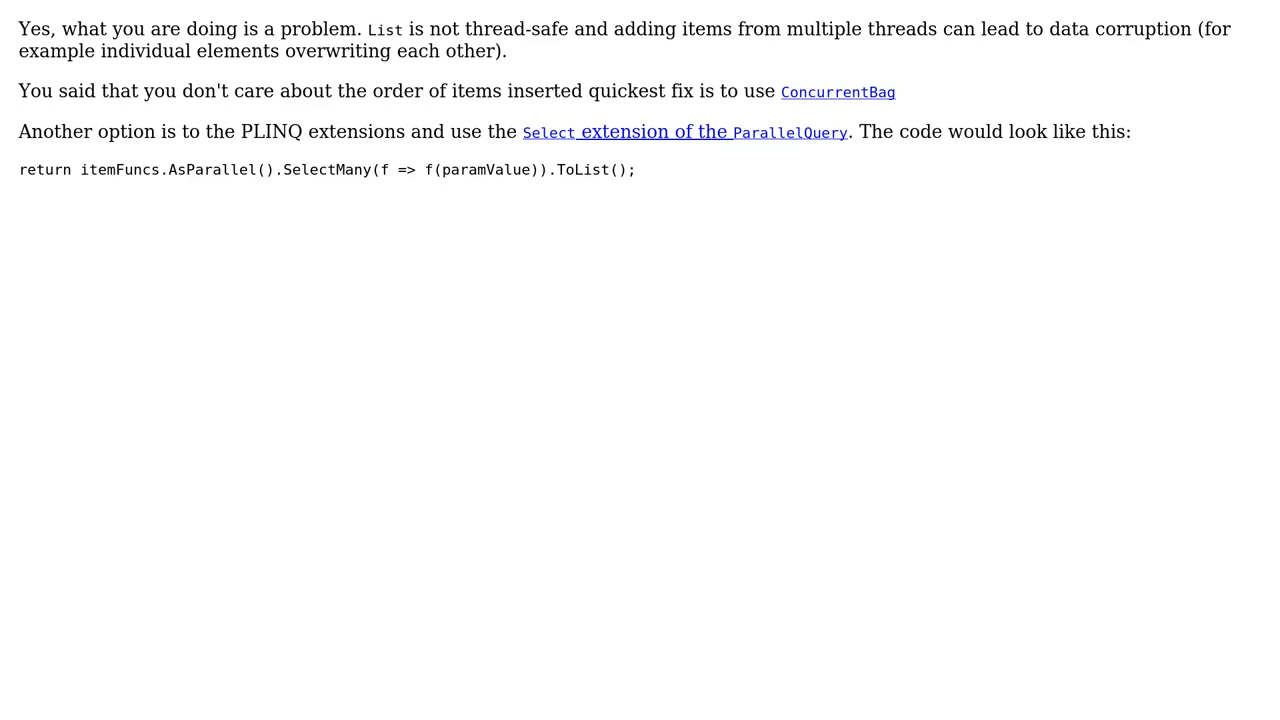 Yes, what you are doing is a problem. List is not thread-safe and adding items from multiple threads can lead to data corruption (for
example individual elements overwriting each other).
You said that you don't care about the order of items inserted quickest fix is to use ConcurrentBag
Another option is to the PLINQ extensions and use the Select extension of the ParallelQuery. The code would look like this:
return itemFuncs.AsParallel().SelectMany(f => f(paramValue)).ToList();